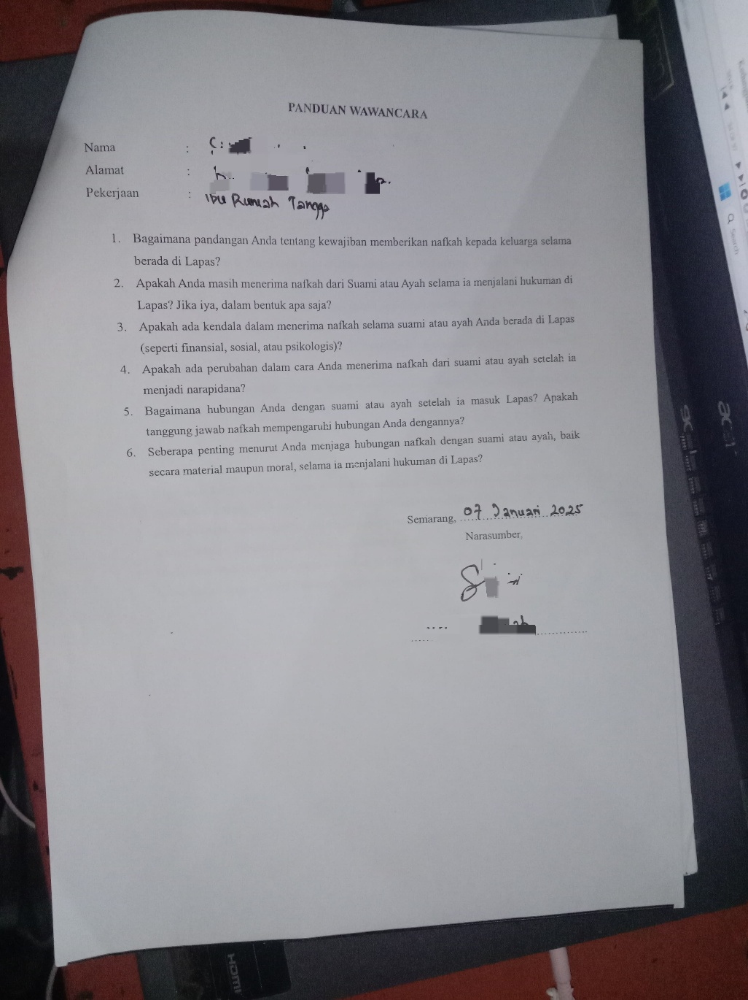 PANDUAN WAWANCARA
Nama :
Alamat :
Pekerjaan : Ibu Rumah Tangga
1. Bagaimana pandangan Anda tentang kewajiban memberikan nafkah kepada keluarga selama
berada di Lapas?
2. Apakah Anda masih menerima nafkah dari Suami atau Ayah selama ia menjalani hukuman di
Lapas? Jika iya, dalam bentuk apa saja?
3. Apakah ada kendala dalam menerima nafkah selama suami atau ayah Anda berada di Lapas
(seperti finansial, sosial, atau psikologis)?
4. Apakah ada perubahan dalam cara Anda menerima nafkah dari suami atau ayah setelah ia
menjadi narapidana?
5. Bagaimana hubungan Anda dengan suami atau ayah setelah ia masuk Lapas? Apakah
tanggung jawab nafkah mempengaruhi hubungan Anda dengannya?
6. Seberapa penting menurut Anda menjaga hubungan nafkah dengan suami atau ayah, baik
secara material maupun moral, selama ia menjalani hukuman di Lapas?
Semarang, 07 Januari 2025
Narasumber,
Search
acer
HDMI